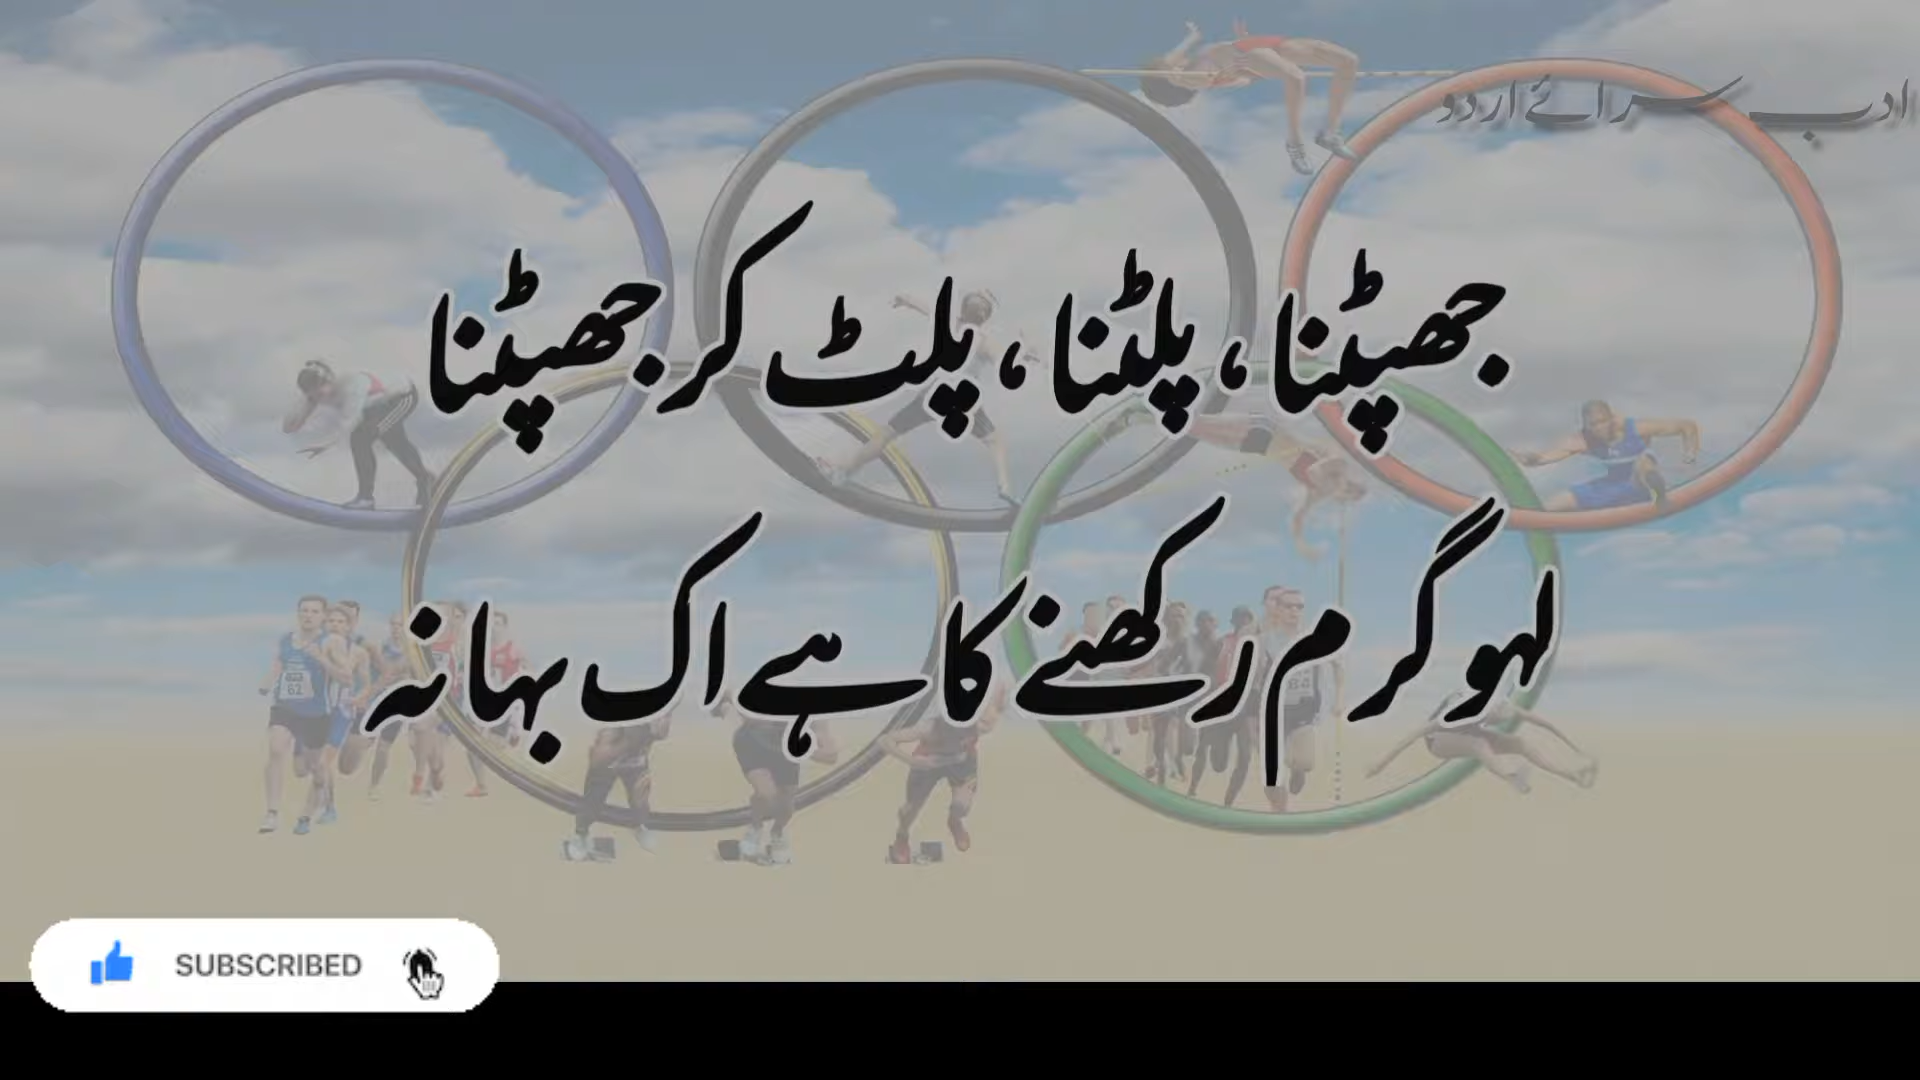 ادب سرائے اردو
جھپٹنا ، پلٹنا ، پلٹ کر جھپٹنا
لہو گرم رکھنے کا ہے اک بہانہ
SUBSCRIBED